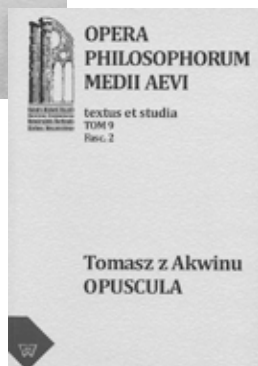 OPERA
PHILOSOPHORUM
MEDII AEVI
textus et studia
TOM 9
Fasc. 2
Tomasz z Akwinu
OPUSCULA